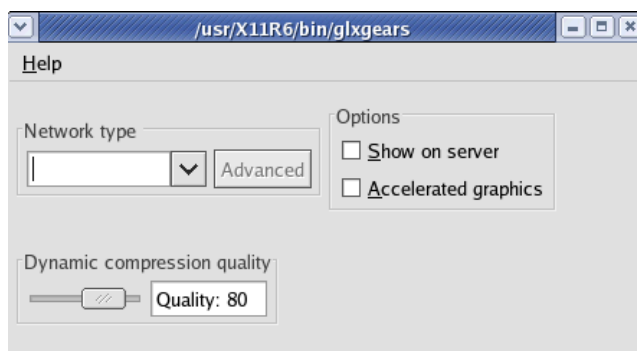 /usr/X11R6/bin/glxgears
Help
Network type
Advanced
Options
Show on server
Accelerated graphics
Dynamic compression quality
Quality: 80